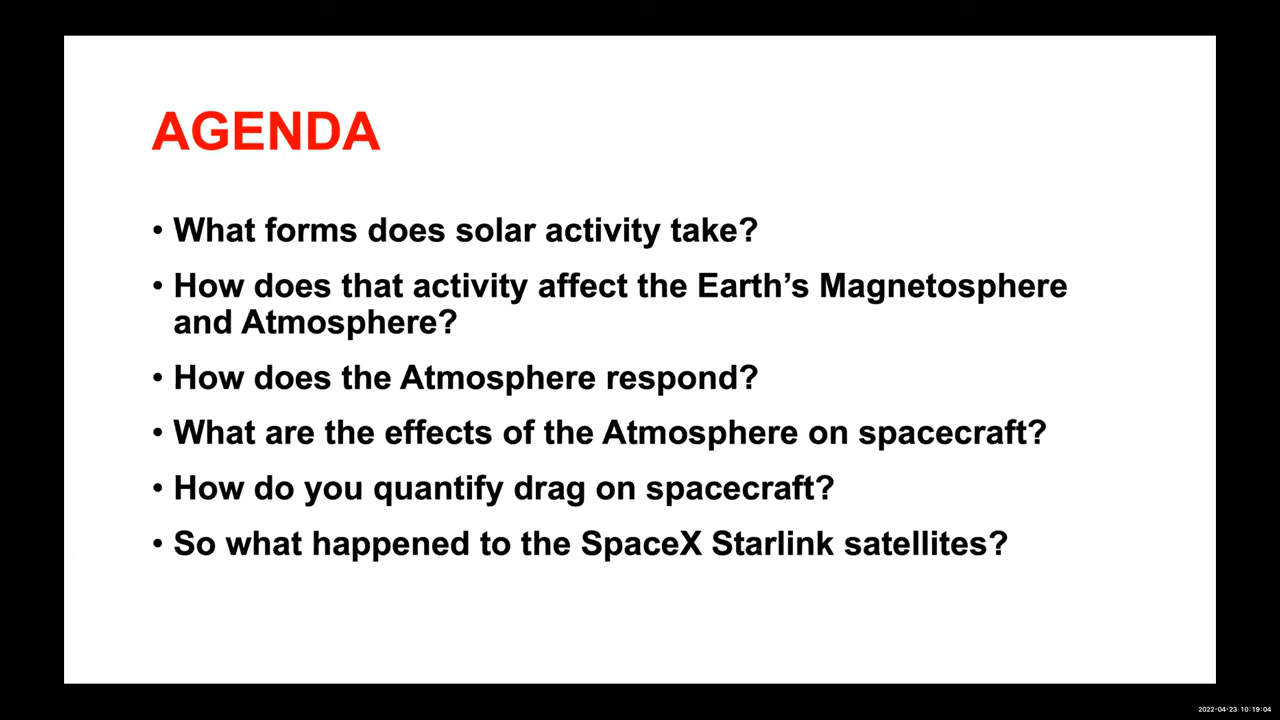 AGENDA
• What forms does solar activity take?
• How does that activity affect the Earth’s Magnetosphere
and Atmosphere?
• How does the Atmosphere respond?
• What are the effects of the Atmosphere on spacecraft?
• How do you quantify drag on spacecraft?
• So what happened to the SpaceX Starlink satellites?
2022-04-23 10:19:04